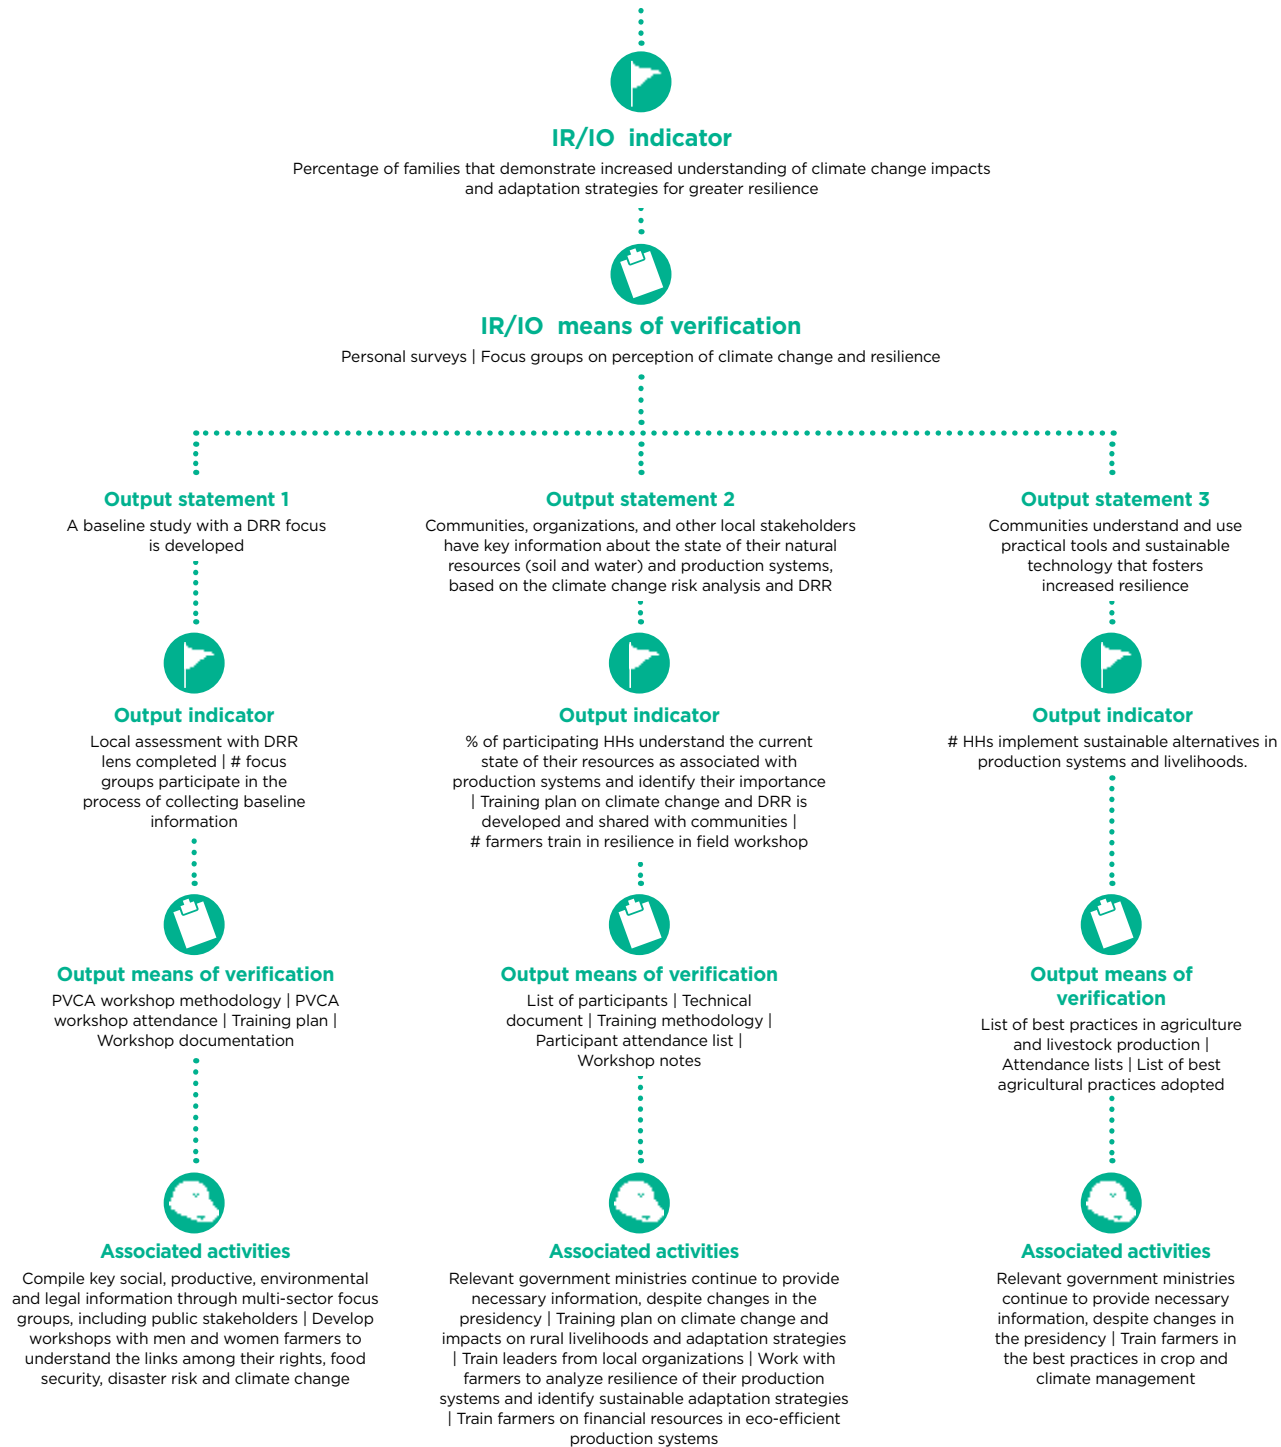 IR/IO indicator
Percentage of families that demonstrate increased understanding of climate change impacts
and adaptation strategies for greater resilience
IR/IO means of verification
Personal surveys | Focus groups on perception of climate change and resilience
Output statement 1
A baseline study with a DRR focus
is developed
Output indicator
Local assessment with DRR
lens completed | # focus
groups participate in the
process of collecting baseline
information
Output means of verification
PVCA workshop methodology | PVCA
workshop attendance | Training plan |
Workshop documentation
Associated activities
Compile key social, productive, environmental
and legal information through multi-sector focus
groups, including public stakeholders | Develop
workshops with men and women farmers to
understand the links among their rights, food
security, disaster risk and climate change
Output statement 2
Communities, organizations, and other local stakeholders
have key information about the state of their natural
resources (soil and water) and production systems,
based on the climate change risk analysis and DRR
Output indicator
% of participating HHs understand the current
state of their resources as associated with
production systems and identify their importance
| Training plan on climate change and DRR is
developed and shared with communities |
# farmers train in resilience in field workshop
Output means of verification
List of participants | Technical
document | Training methodology |
Participant attendance list |
Workshop notes
Associated activities
Relevant government ministries continue to provide
necessary information, despite changes in the
presidency | Training plan on climate change and
impacts on rural livelihoods and adaptation strategies
| Train leaders from local organizations | Work with
farmers to analyze resilience of their production
systems and identify sustainable adaptation strategies
| Train farmers on financial resources in eco-efficient
production systems
Output statement 3
Communities understand and use
practical tools and sustainable
technology that fosters
increased resilience
Output indicator
# HHs implement sustainable alternatives in
production systems and livelihoods.
Output means of
verification
List of best practices in agriculture
and livestock production |
Attendance lists | List of best
agricultural practices adopted
Associated activities
Relevant government ministries
continue to provide necessary
information, despite changes in
the presidency | Train farmers in
the best practices in crop and
climate management